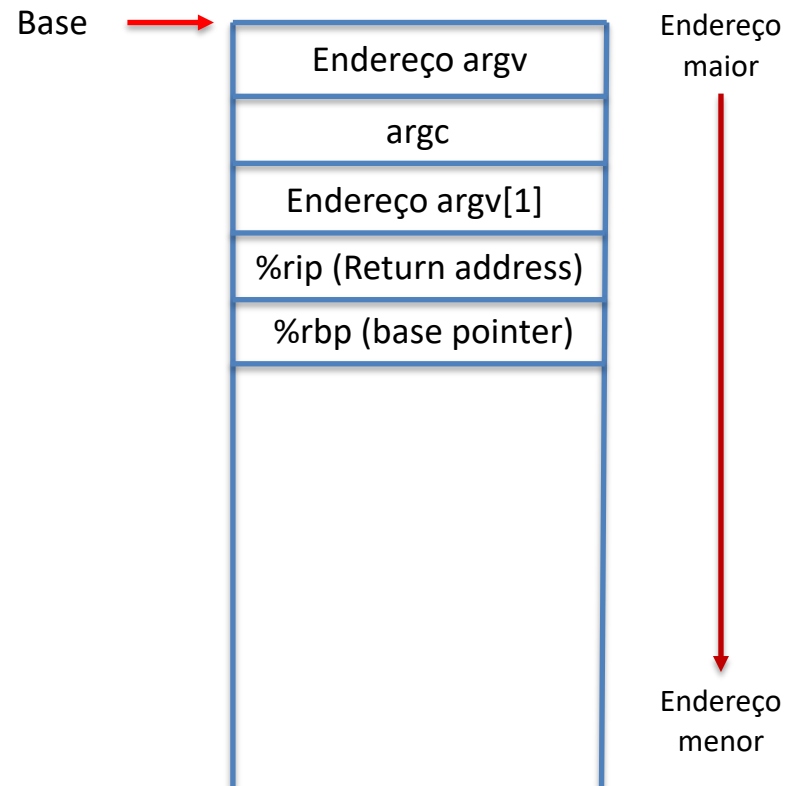 Base
Endereço
maior
Endereço argv
argc
Endereço argv[1]
%rip (Return address)
%rbp (base pointer)
Endereço
menor